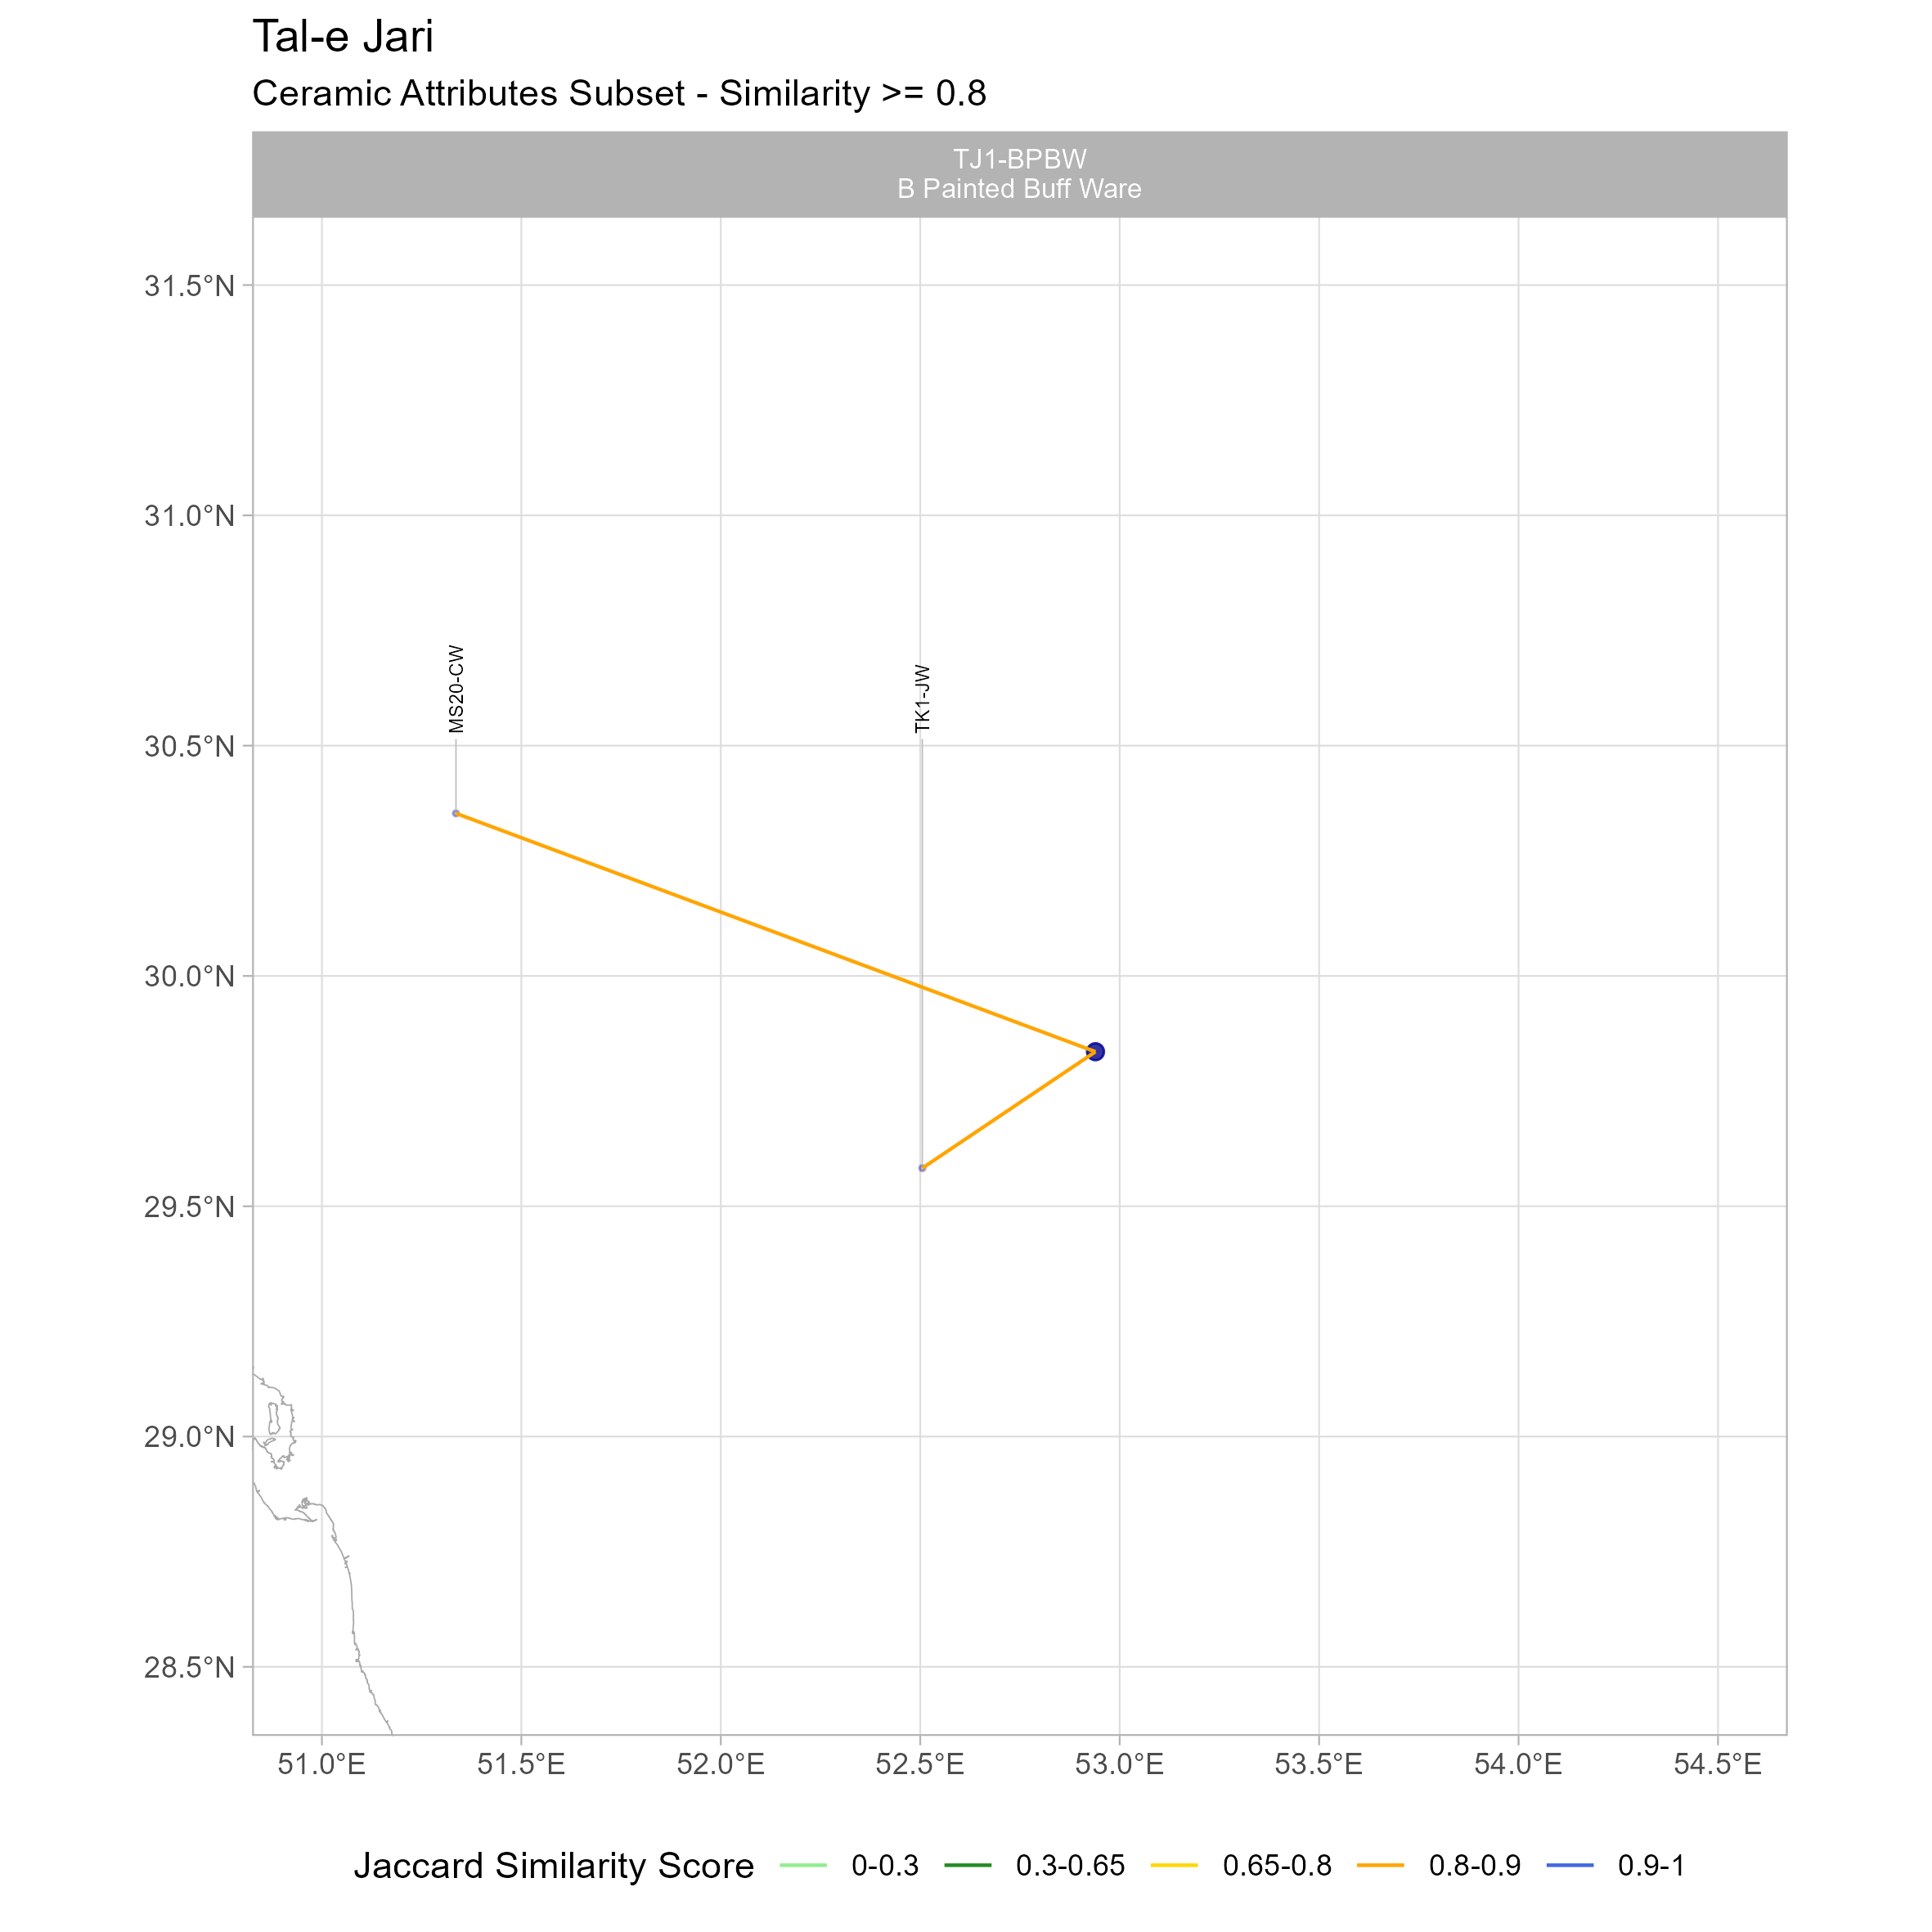 Tal-e Jari
Ceramic Attributes Subset - Similarity >= 0.8
TJ1-BPBW
B Painted Buff Ware
31.5°N
31.0°N
MS20-CW
TK1-JW
30.5°N
30.0°N
29.5°N
29.0°N
28.5°N
51.0°E 51.5°E 52.0°E 52.5°E 53.0°E 53.5°E 54.0°E 54.5°E
Jaccard Similarity Score 0-0.3 0.3-0.65 0.65-0.8 0.8-0.9 0.9-1